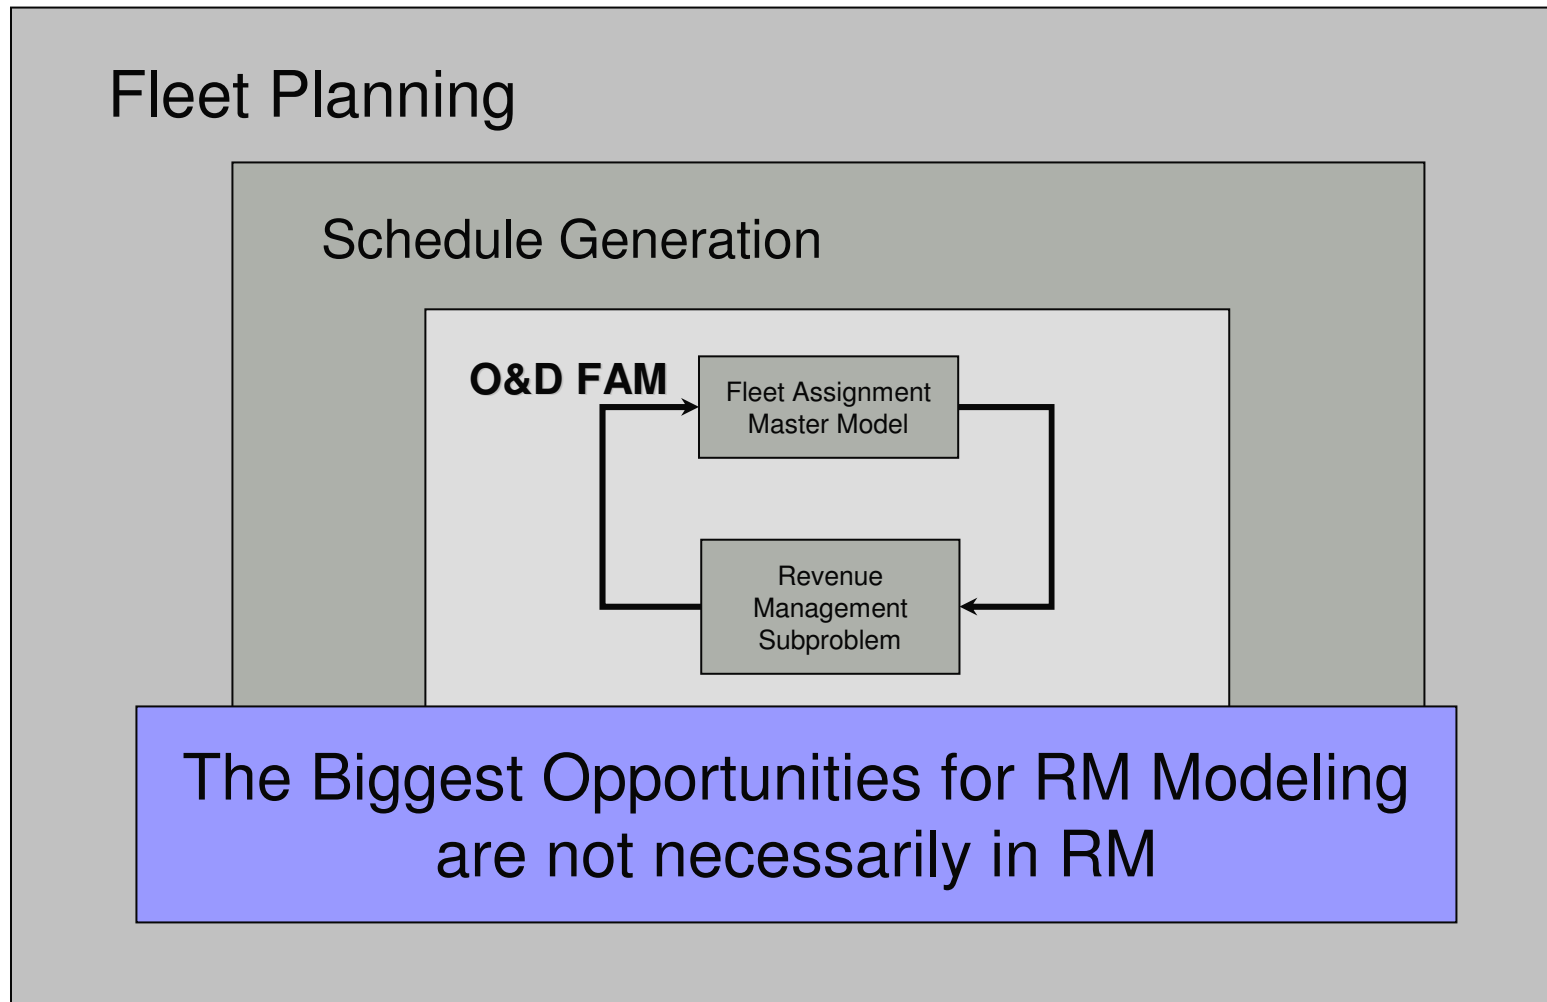 Fleet Planning
Schedule Generation
O&D FAM
Fleet Assignment
Master Model
Revenue
Management
Subproblem
The Biggest Opportunities for RM Modeling
are not necessarily in RM